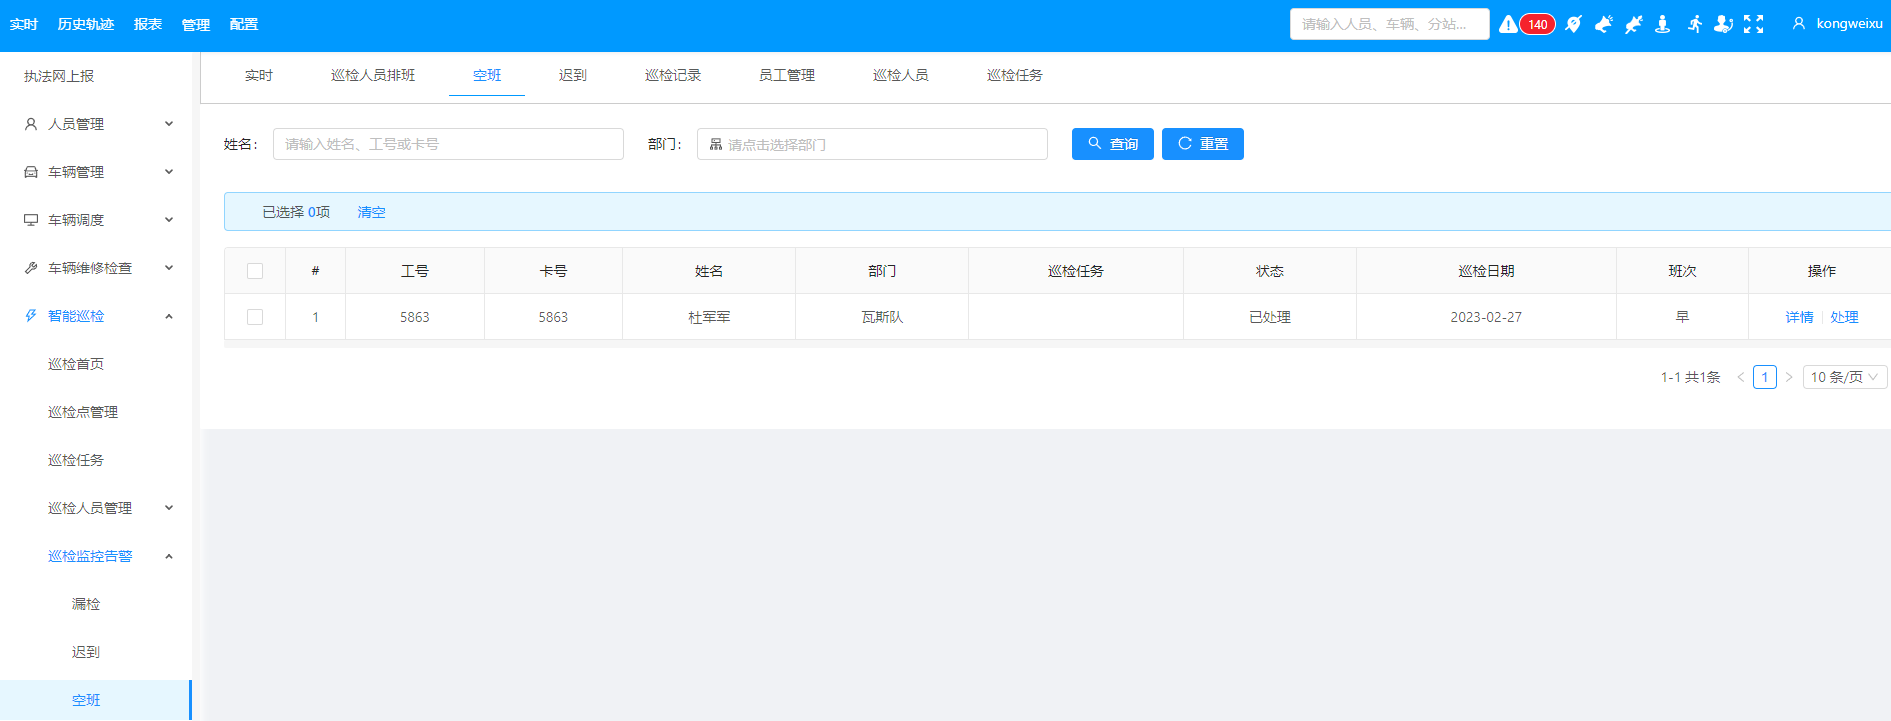 实时 历史轨迹 报表 管理 配置 请输入人员、车辆、分站... 140 kongweixu
执法网上报
人员管理
车辆管理
车辆调度
车辆维修检查
智能巡检
巡检首页
巡检点管理
巡检任务
巡检人员管理
巡检监控告警
漏检
迟到
空班
实时 巡检人员排班 空班 迟到 巡检记录 员工管理 巡检人员 巡检任务
姓名： 请输入姓名、工号或卡号 部门： 请点击选择部门 查询 重置
已选择 0项 清空
# 工号 卡号 姓名 部门 巡检任务 状态 巡检日期 班次 操作
1 5863 5863 杜军军 瓦斯队 已处理 2023-02-27 早 详情 处理
1-1 共1条 < 1 > 10 条/页